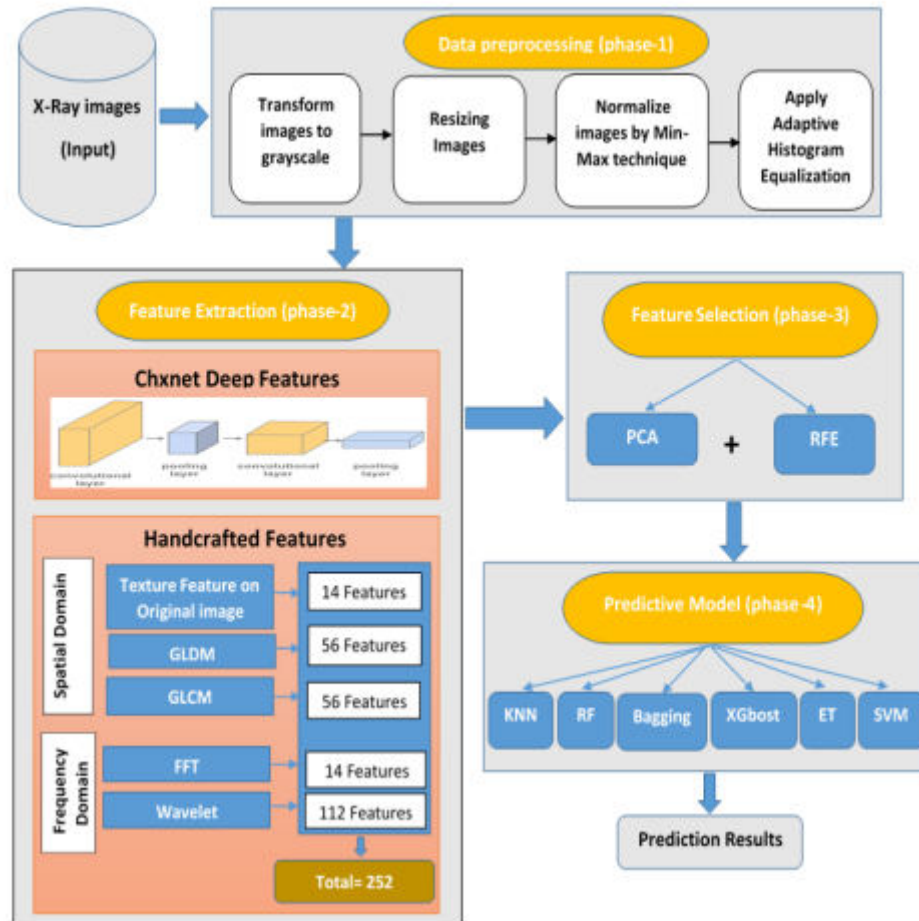 X-Ray images
(Input)
Data preprocessing (phase-1)
Transform
images to
grayscale
Resizing
Images
Normalize
images by Min-
Max technique
Apply
Adaptive
Histogram
Equalization
Feature Extraction (phase-2)
Chxnet Deep Features
convolutional
layer
pooling
layer
convolutional
layer
pooling
layer
Handcrafted Features
Spatial Domain
Texture Feature on
Original image
14 Features
GLDM
56 Features
GLCM
56 Features
Frequency
Domain
FFT
14 Features
Wavelet
112 Features
Total= 252
Feature Selection (phase-3)
PCA
+
RFE
Predictive Model (phase-4)
KNN
RF
Bagging
XGbost
ET
SVM
Prediction Results